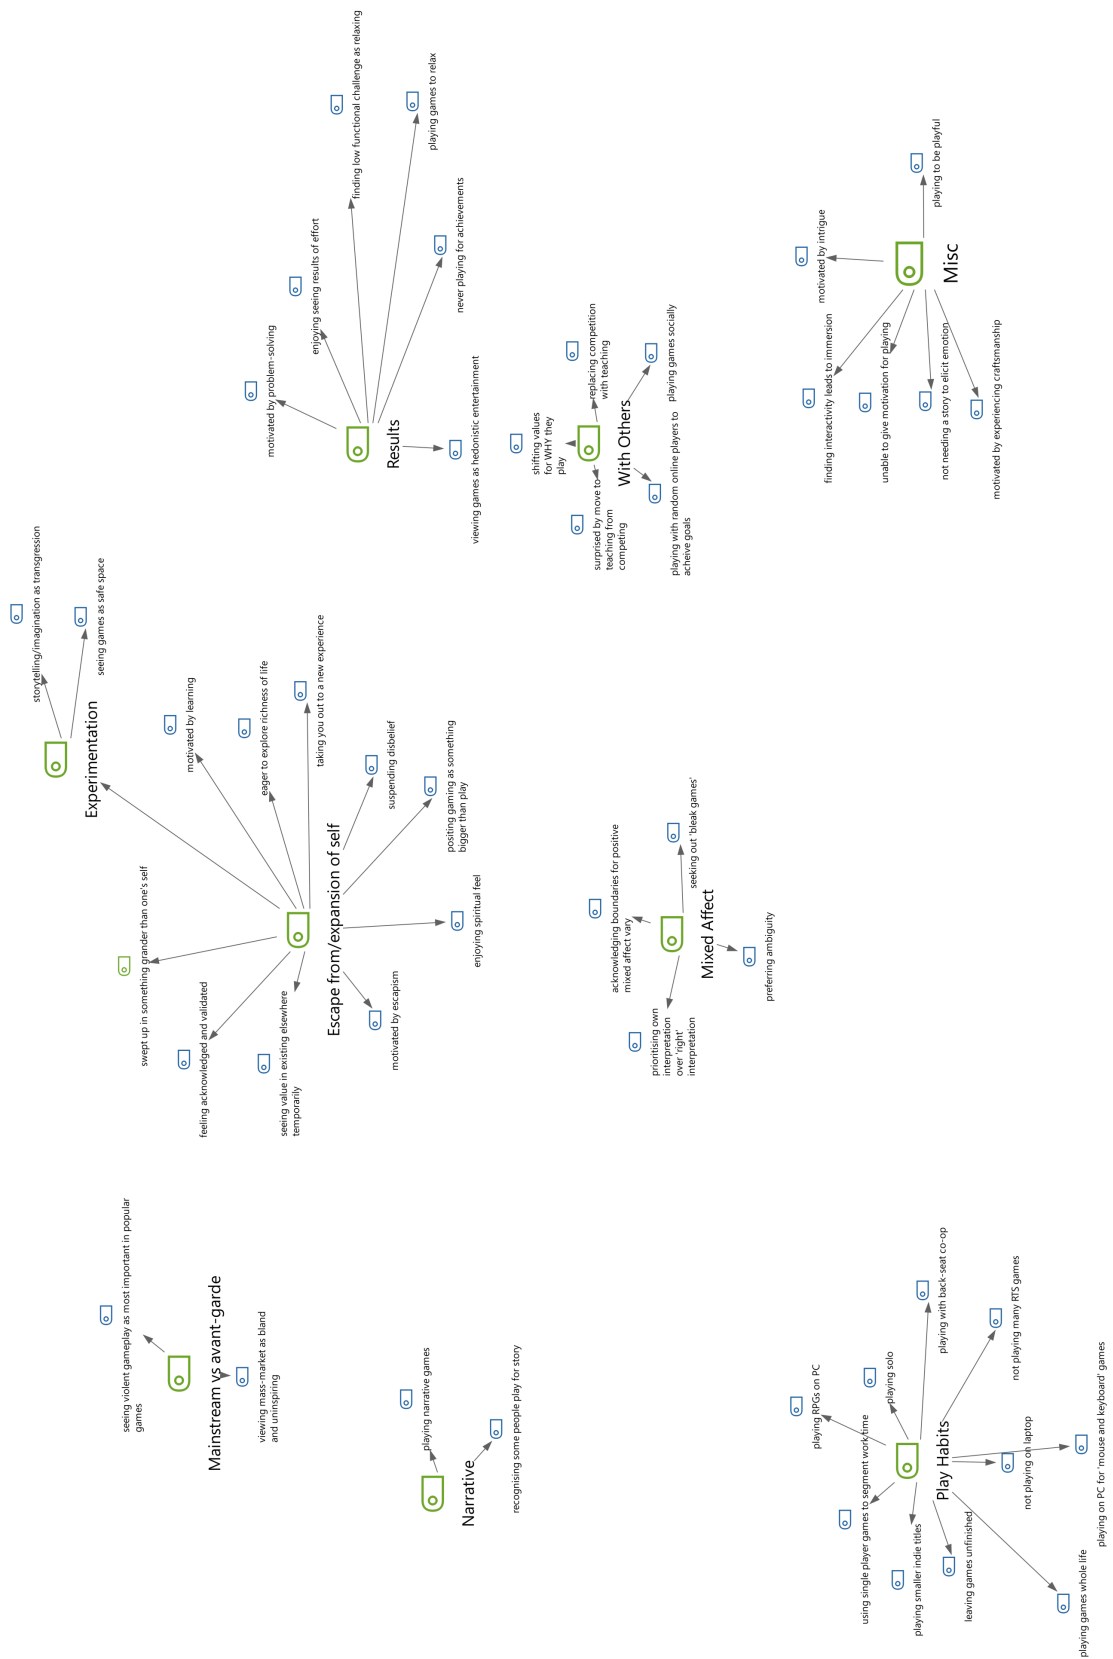 seeing violent gameplay as most important in popular
games
Mainstream vs avant-garde
viewing mass-market as bland
and uninspiring
playing narrative games
Narrative
recognising some people play for story
playing RPGs on PC
playing solo
playing with back-seat co-op
not playing many RTS games
using single player games to segment work/time
Play Habits
not playing on laptop
playing on PC for 'mouse and keyboard' games
playing smaller indie titles
leaving games unfinished
playing games whole life
storytelling/imagination as transgression
seeing games as safe space
Experimentation
motivated by learning
eager to explore richness of life
taking you out to a new experience
suspending disbelief
positing gaming as something
bigger than play
swept up in something grander than one's self
Escape from/expansion of self
enjoying spiritual feel
feeling acknowledged and validated
seeing value in existing elsewhere
temporarily
motivated by escapism
acknowledging boundaries for positive
mixed affect vary
seeking out 'bleak games'
Mixed Affect
preferring ambiguity
prioritising own
interpretation
over 'right'
interpretation
finding low functional challenge as relaxing
playing games to relax
enjoying seeing results of effort
never playing for achievements
motivated by problem-solving
Results
viewing games as hedonistic entertainment
shifting values
for WHY they
play
replacing competition
with teaching
playing games socially
With Others
surprised by move to
teaching from
competing
playing with random online players to
acheive goals
motivated by intrigue
playing to be playful
Misc
finding interactivity leads to immersion
unable to give motivation for playing
not needing a story to elicit emotion
motivated by experiencing craftsmanship